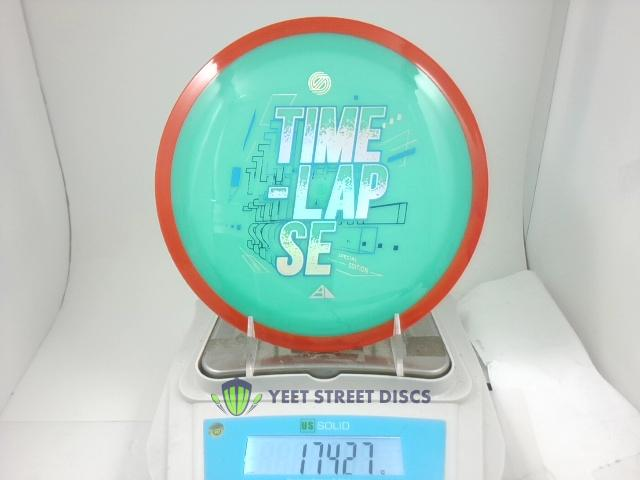 TIME
-LAP
SE
SPECIAL
EDITION
YEET STREET DISCS
US SOLID
174.27 g